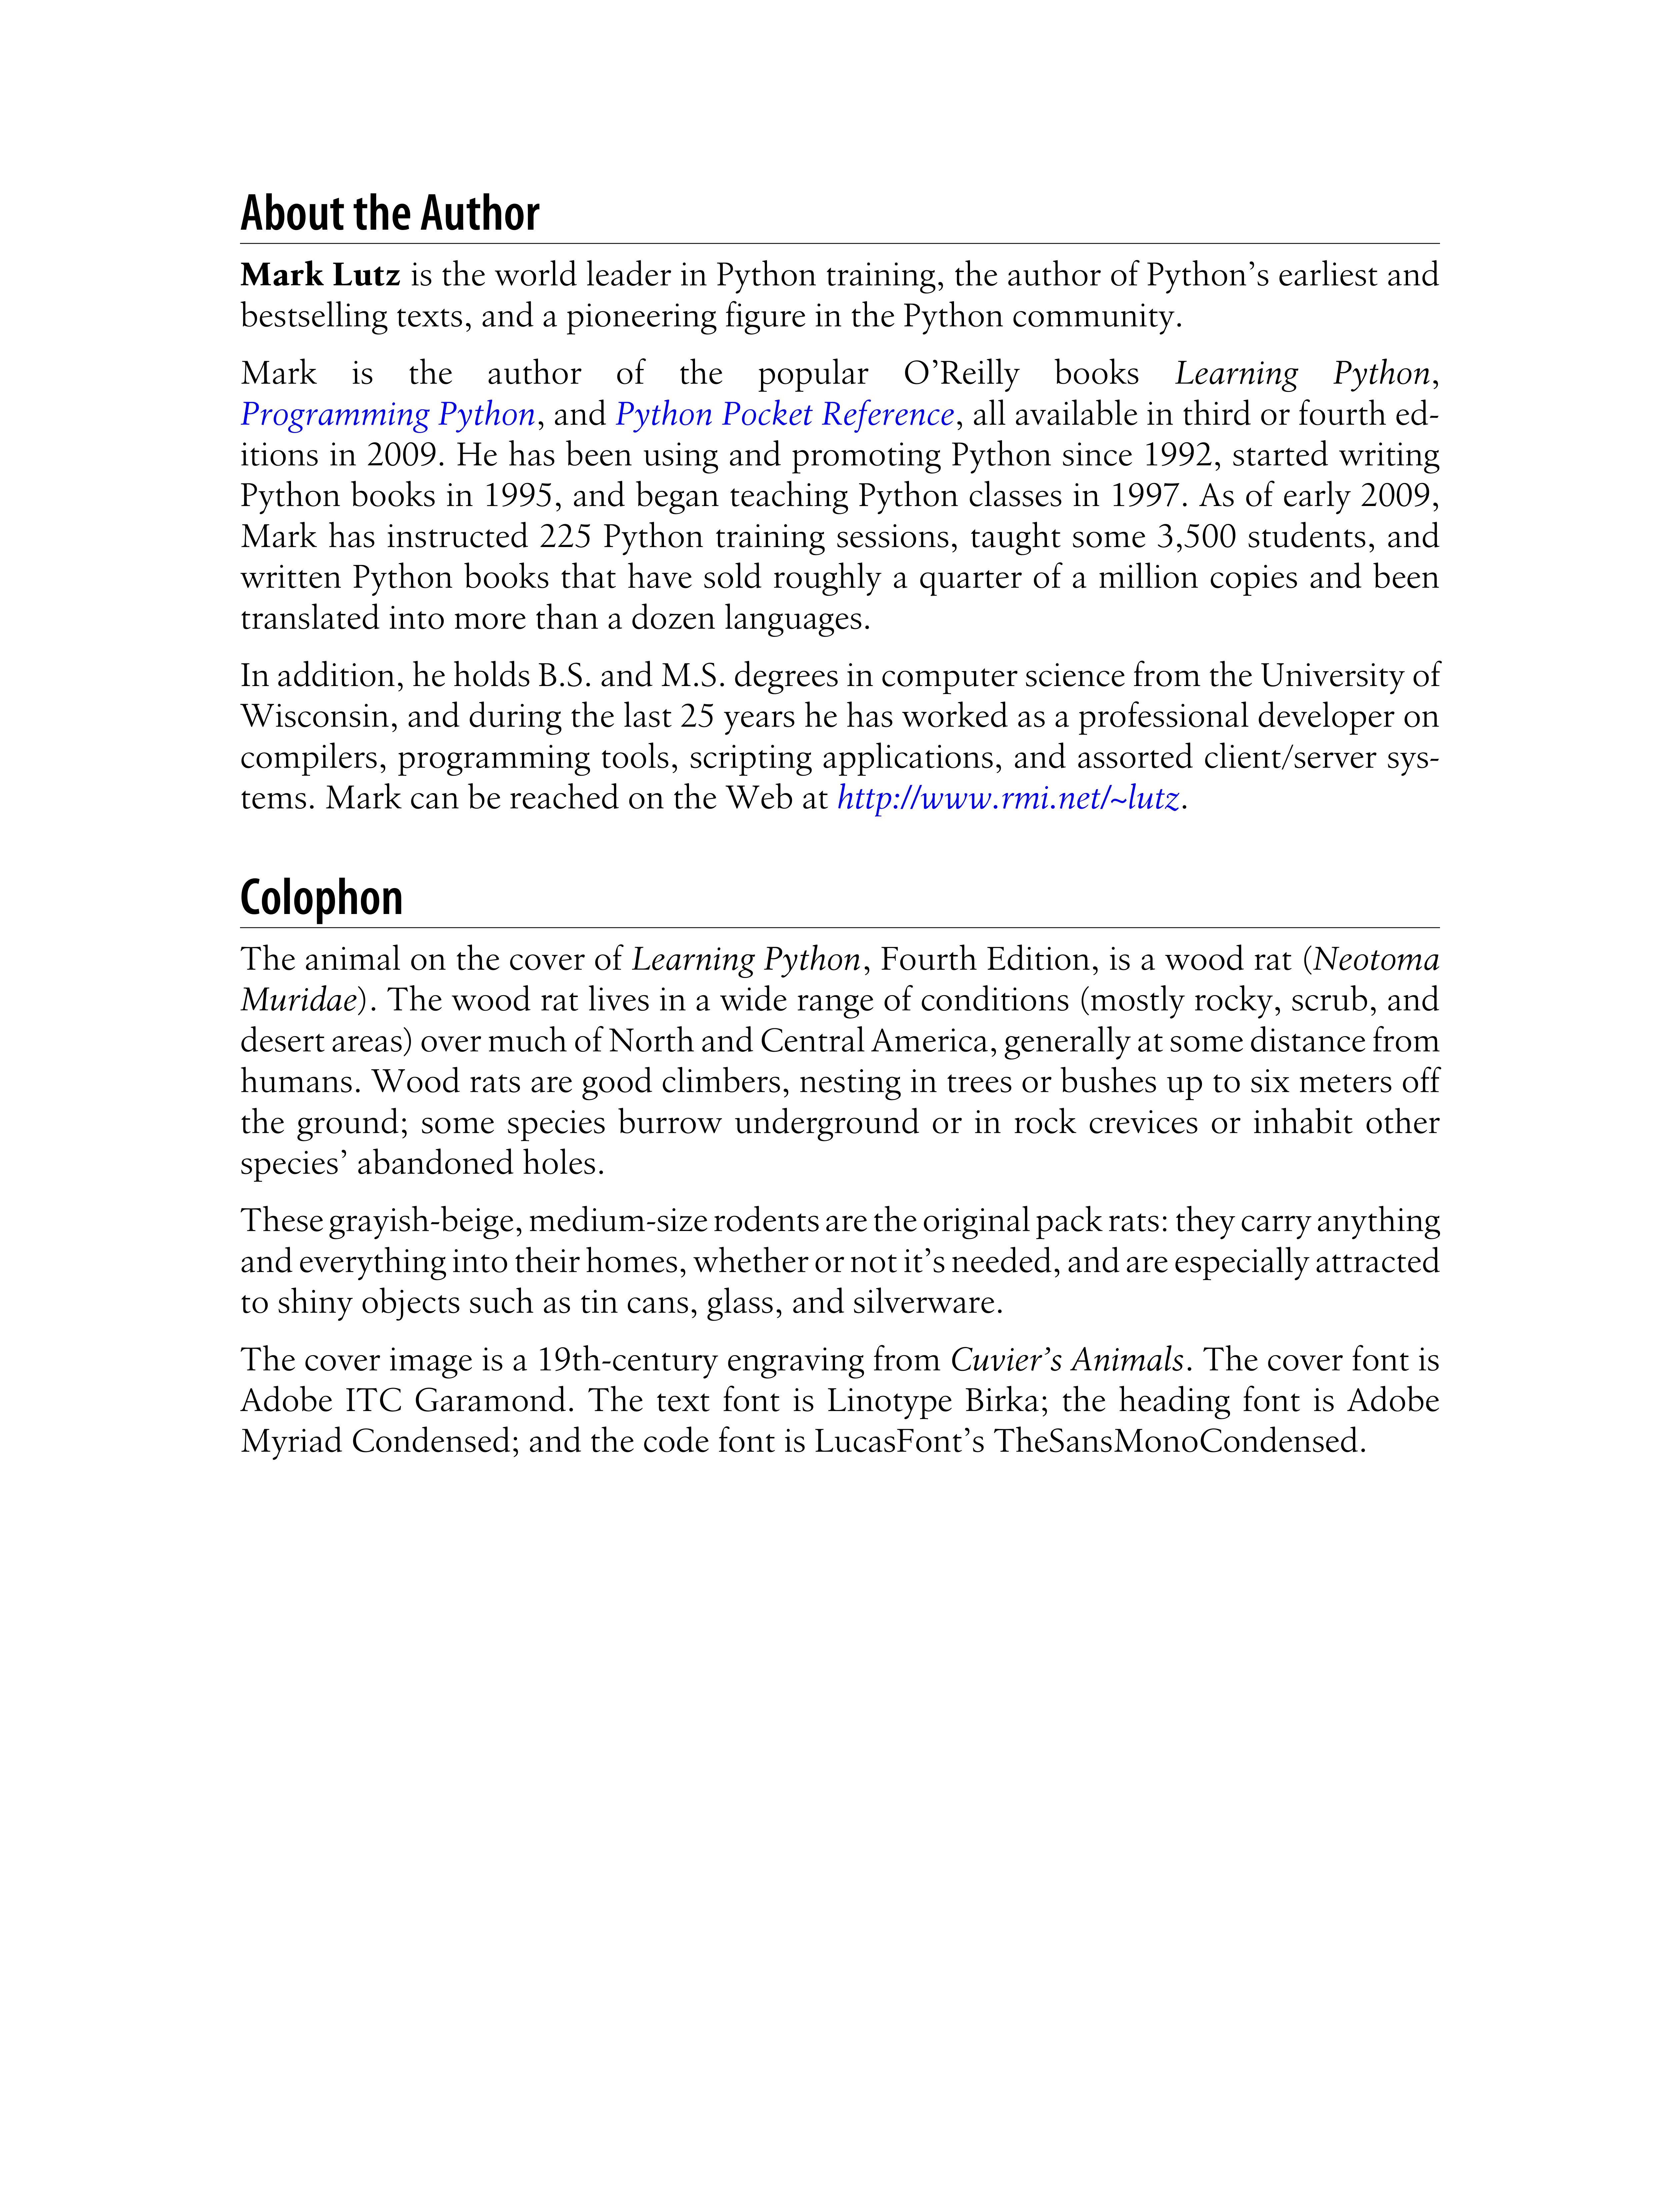 About the Author
Mark Lutz is the world leader in Python training, the author of Python’s earliest and
bestselling texts, and a pioneering figure in the Python community.
Mark is the author of the popular O’Reilly books Learning Python,
Programming Python, and Python Pocket Reference, all available in third or fourth ed-
itions in 2009. He has been using and promoting Python since 1992, started writing
Python books in 1995, and began teaching Python classes in 1997. As of early 2009,
Mark has instructed 225 Python training sessions, taught some 3,500 students, and
written Python books that have sold roughly a quarter of a million copies and been
translated into more than a dozen languages.
In addition, he holds B.S. and M.S. degrees in computer science from the University of
Wisconsin, and during the last 25 years he has worked as a professional developer on
compilers, programming tools, scripting applications, and assorted client/server sys-
tems. Mark can be reached on the Web at http://www.rmi.net/~lutz.
Colophon
The animal on the cover of Learning Python, Fourth Edition, is a wood rat (Neotoma
Muridae). The wood rat lives in a wide range of conditions (mostly rocky, scrub, and
desert areas) over much of North and Central America, generally at some distance from
humans. Wood rats are good climbers, nesting in trees or bushes up to six meters off
the ground; some species burrow underground or in rock crevices or inhabit other
species’ abandoned holes.
These grayish-beige, medium-size rodents are the original pack rats: they carry anything
and everything into their homes, whether or not it’s needed, and are especially attracted
to shiny objects such as tin cans, glass, and silverware.
The cover image is a 19th-century engraving from Cuvier’s Animals. The cover font is
Adobe ITC Garamond. The text font is Linotype Birka; the heading font is Adobe
Myriad Condensed; and the code font is LucasFont’s TheSansMonoCondensed.